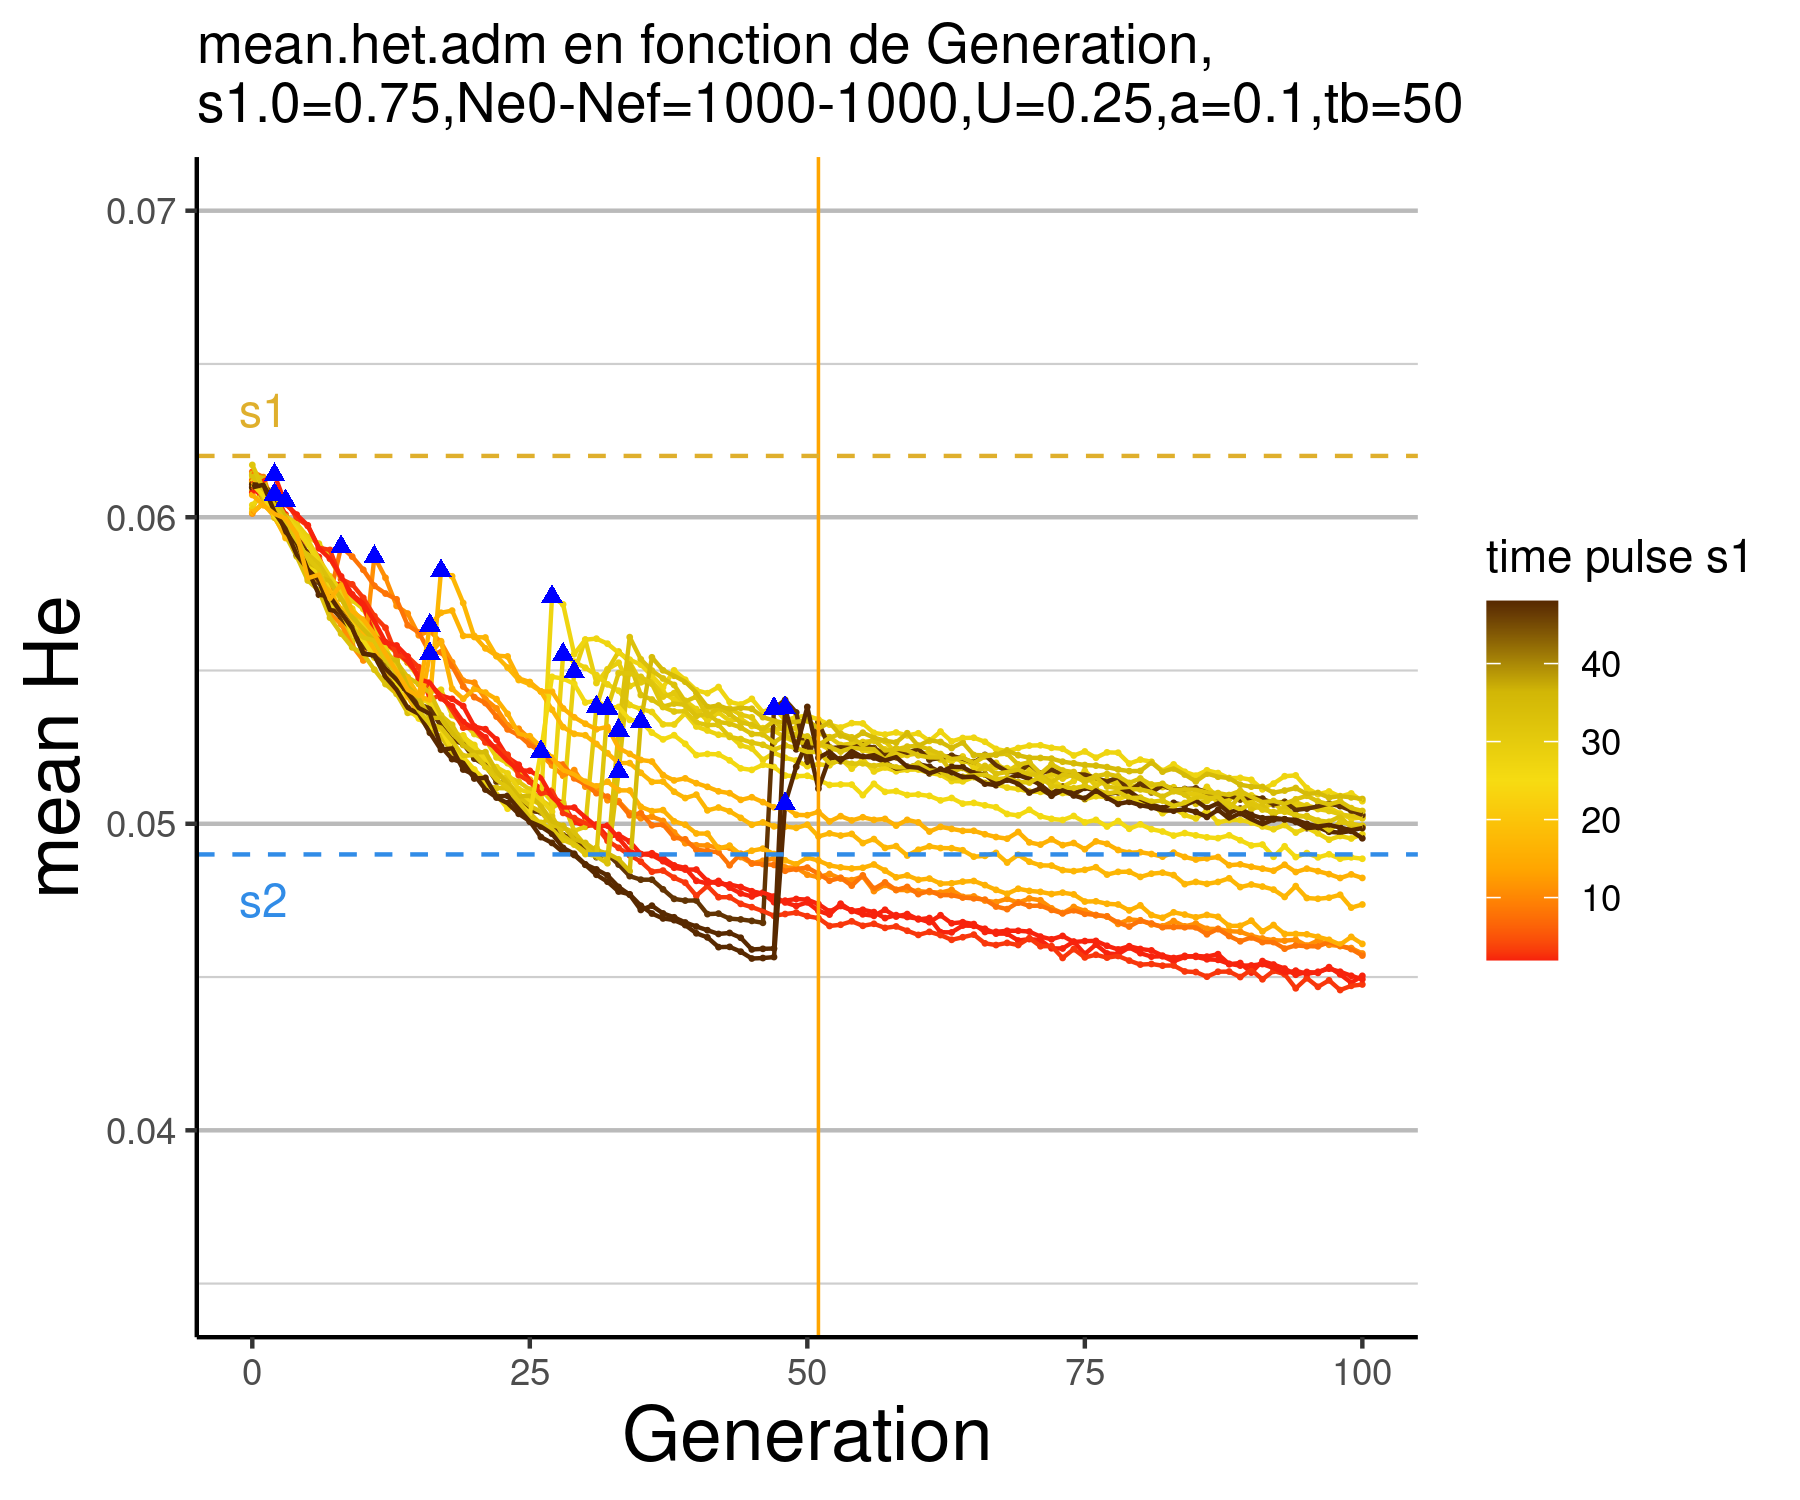 mean.het.adm en fonction de Generation,
s1.0=0.75,Ne0-Nef=1000-1000,U=0.25,a=0.1,tb=50
mean He
0.07
0.06
0.05
0.04
s1
s2
0
25
50
75
100
Generation
time pulse s1
40
30
20
10